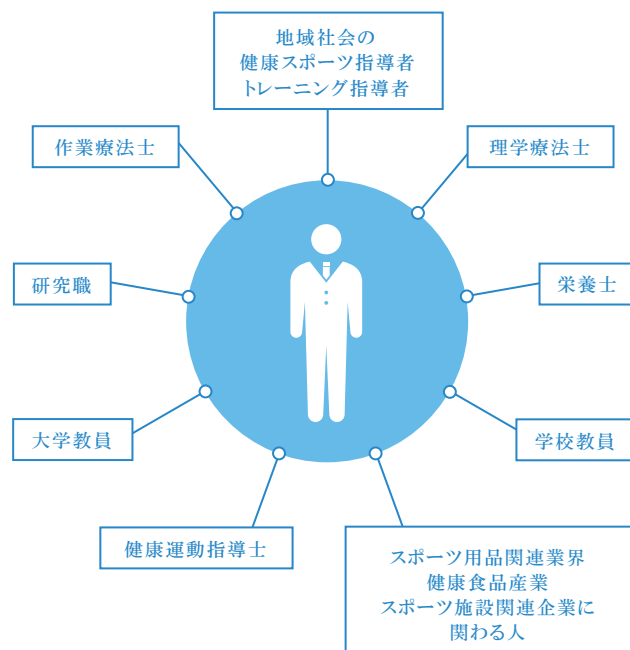 地域社会の
健康スポーツ指導者
トレーニング指導者
作業療法士
理学療法士
研究職
栄養士
大学教員
学校教員
健康運動指導士
スポーツ用品関連業界
健康食品産業
スポーツ施設関連企業に
関わる人